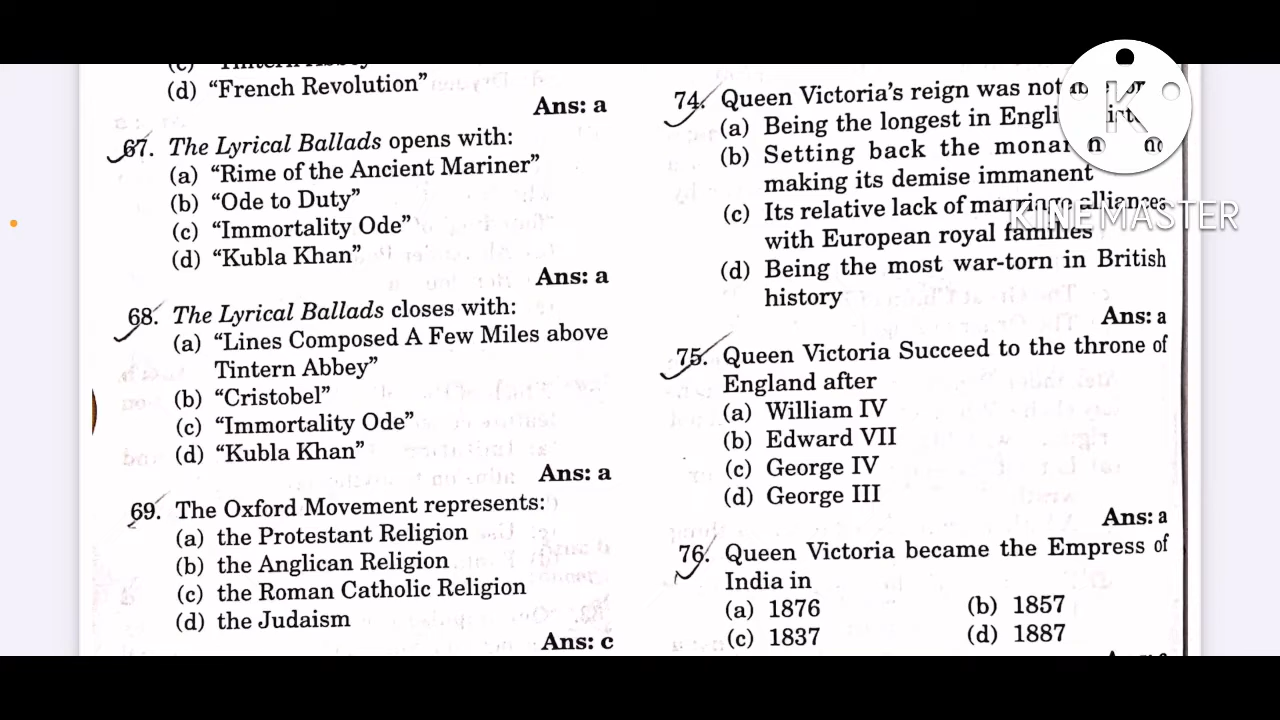 (d) “French Revolution”
Ans: a
67. The Lyrical Ballads opens with:
(a) “Rime of the Ancient Mariner”
(b) “Ode to Duty”
(c) “Immortality Ode”
(d) “Kubla Khan”
Ans: a
68. The Lyrical Ballads closes with:
(a) “Lines Composed A Few Miles above
Tintern Abbey”
(b) “Cristobel”
(c) “Immortality Ode”
(d) “Kubla Khan”
Ans: a
69. The Oxford Movement represents:
(a) the Protestant Religion
(b) the Anglican Religion
(c) the Roman Catholic Religion
(d) the Judaism
Ans: c
74. Queen Victoria’s reign was not
(a) Being the longest in
(b) Setting back the
making its demise immanent
(c) Its relative lack of marriage alliances
with European royal families
(d) Being the most war-torn in British
history
Ans: a
75. Queen Victoria Succeed to the throne of
England after
(a) William IV
(b) Edward VII
(c) George IV
(d) George III
Ans: a
76. Queen Victoria became the Empress of
India in
(a) 1876 (b) 1857
(c) 1837 (d) 1887
K
KINEMASTER